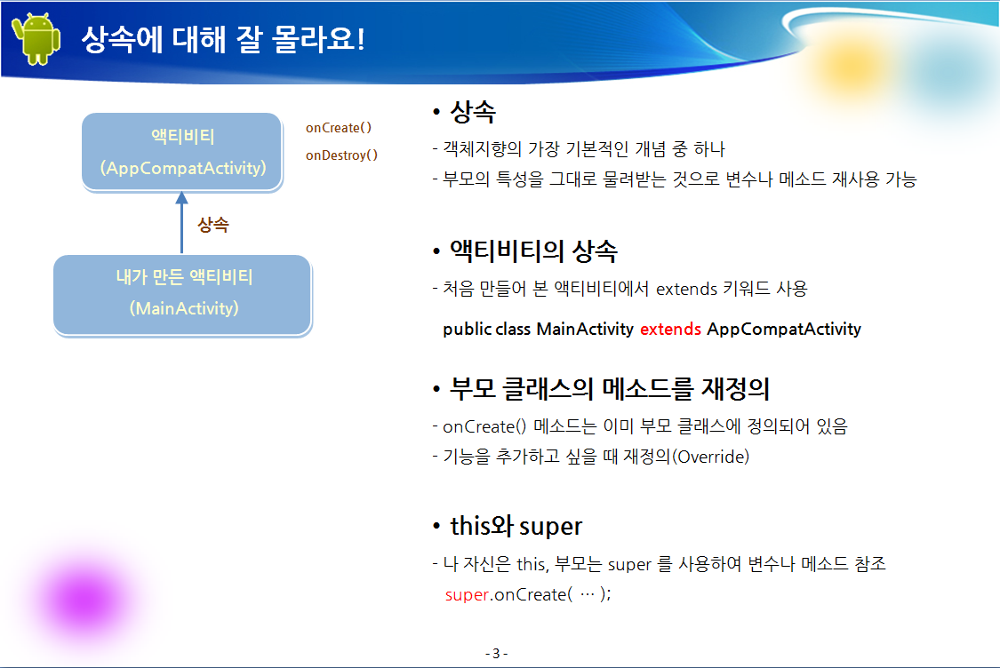 상속에 대해 잘 몰라요!
액티비티
(AppCompatActivity)
onCreate()
onDestroy()
상속
내가 만든 액티비티
(MainActivity)
• 상속
- 객체지향의 가장 기본적인 개념 중 하나
- 부모의 특성을 그대로 물려받는 것으로 변수나 메소드 재사용 가능
• 액티비티의 상속
- 처음 만들어 본 액티비티에서 extends 키워드 사용
public class MainActivity extends AppCompatActivity
• 부모 클래스의 메소드를 재정의
- onCreate() 메소드는 이미 부모 클래스에 정의되어 있음
- 기능을 추가하고 싶을 때 재정의(Override)
• this와 super
- 나 자신은 this, 부모는 super 를 사용하여 변수나 메소드 참조
super.onCreate( … );
- 3 -